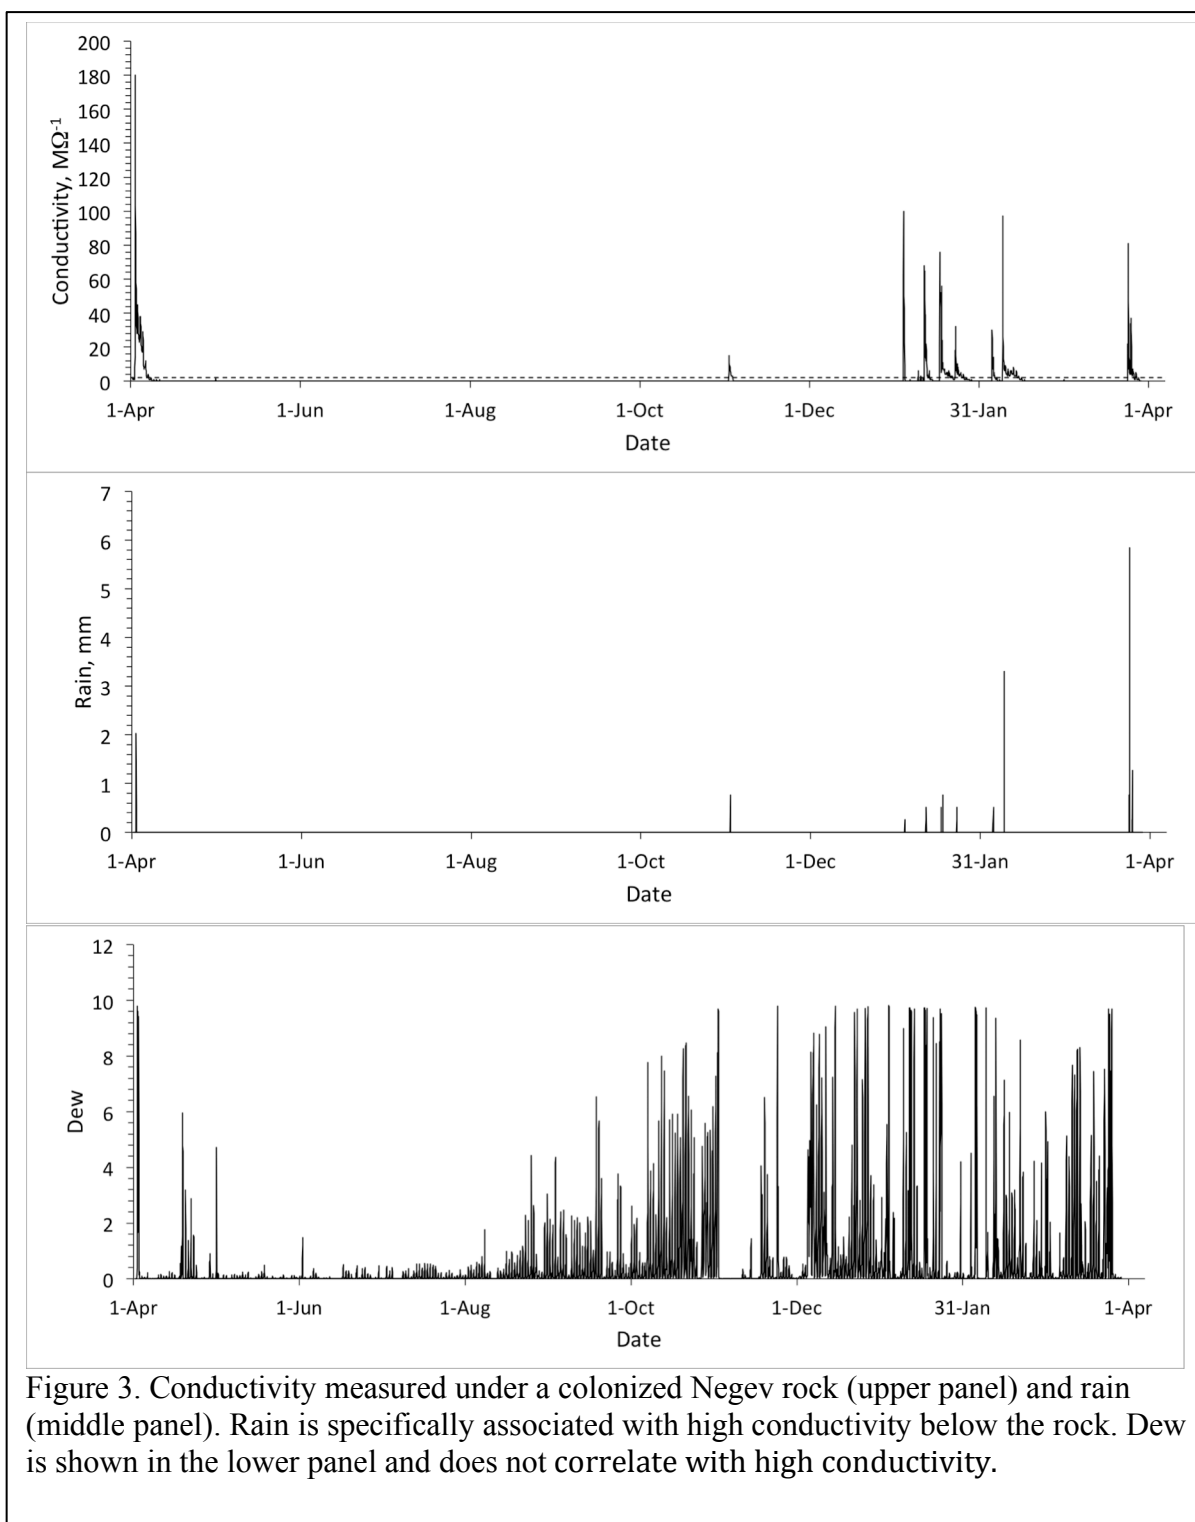 200
180
160
140
120
100
80
60
40
20
0
Conductivity, MΩ⁻¹
1-Apr 1-Jun 1-Aug 1-Oct 1-Dec 31-Jan 1-Apr
Date
7
6
5
4
3
2
1
0
Rain, mm
1-Apr 1-Jun 1-Aug 1-Oct 1-Dec 31-Jan 1-Apr
Date
12
10
8
6
4
2
0
Dew
1-Apr 1-Jun 1-Aug 1-Oct 1-Dec 31-Jan 1-Apr
Date
Figure 3. Conductivity measured under a colonized Negev rock (upper panel) and rain
(middle panel). Rain is specifically associated with high conductivity below the rock. Dew
is shown in the lower panel and does not correlate with high conductivity.